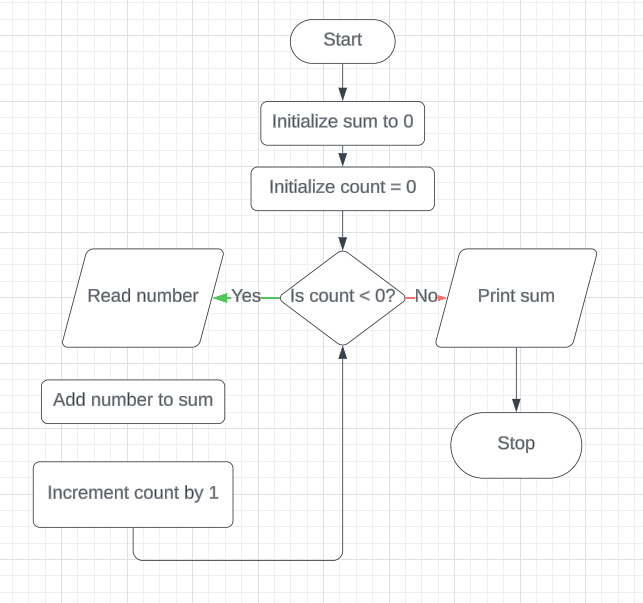 Start
Initialize sum to 0
Initialize count = 0
Read number
Yes
Is count < 0?
No
Print sum
Add number to sum
Stop
Increment count by 1